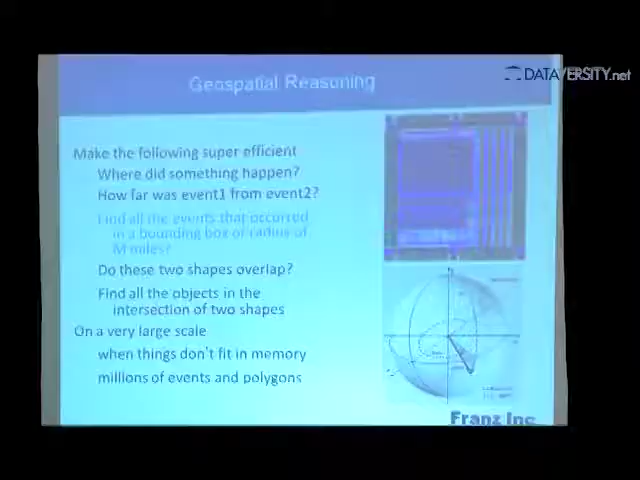 Geospatial Reasoning
DATAVERSITY.net
Make the following super efficient
Where did something happen?
How far was event1 from event2?
Find all the events that occurred
in a bounding box or radius of
M miles?
Do these two shapes overlap?
Find all the objects in the
intersection of two shapes
On a very large scale
when things don't fit in memory
millions of events and polygons
Franz Inc